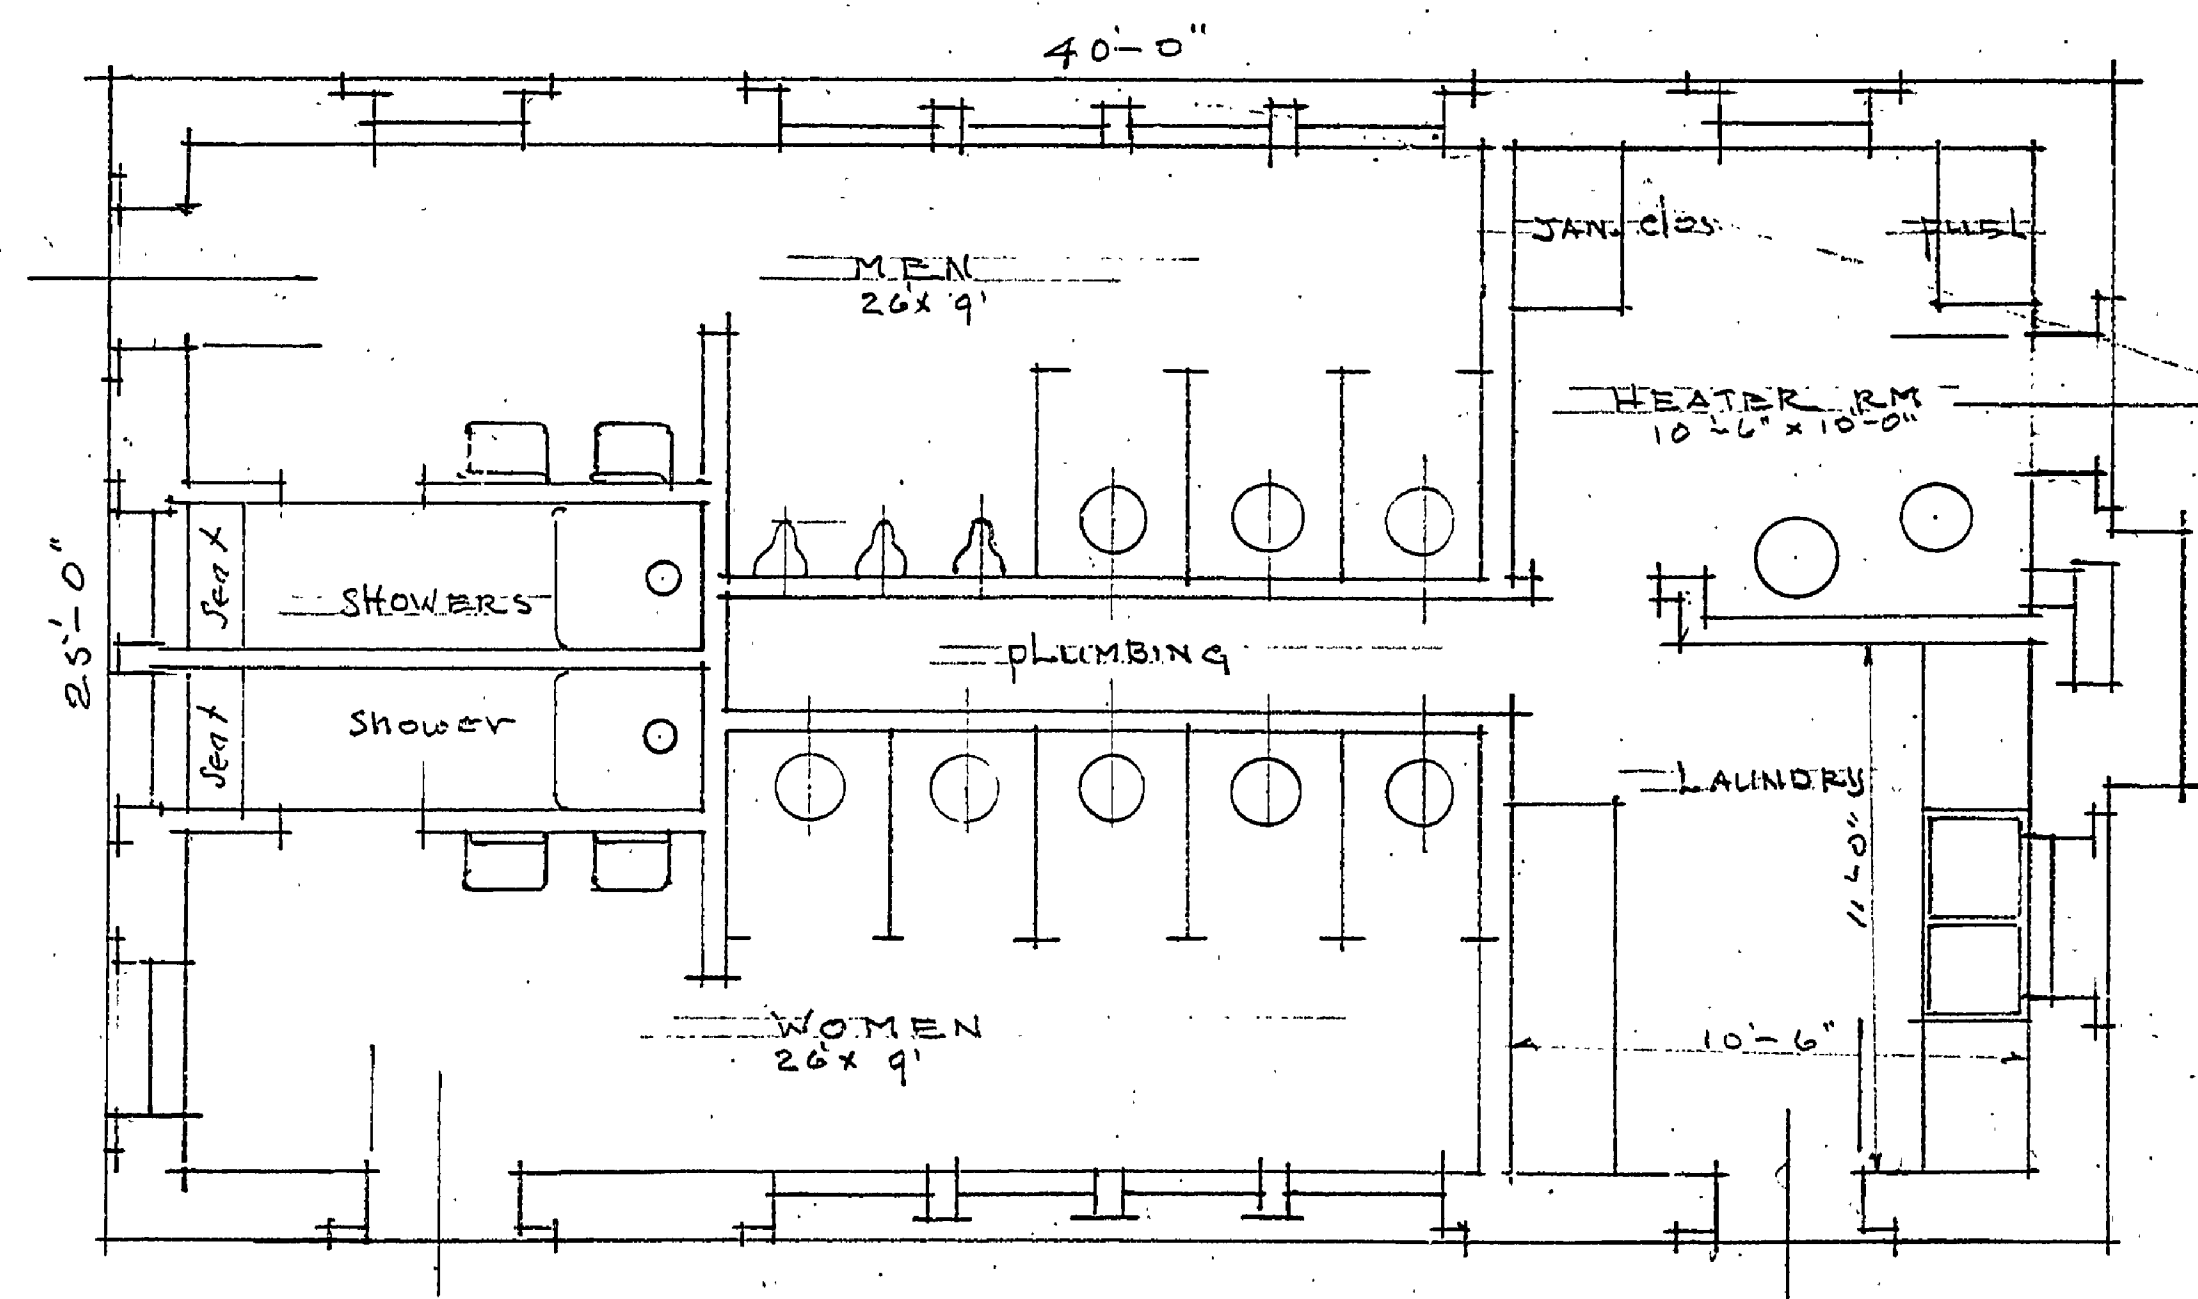 40'-0"
JAN. clos.
FUEL
MEN
26' x 9'
HEATER RM
10'-6" x 10'-0"
25'-0"
Seat
SHOWERS
PLUMBING
Seat
Shower
LAUNDRY
11'-0"
WOMEN
26' x 9'
10'-6"